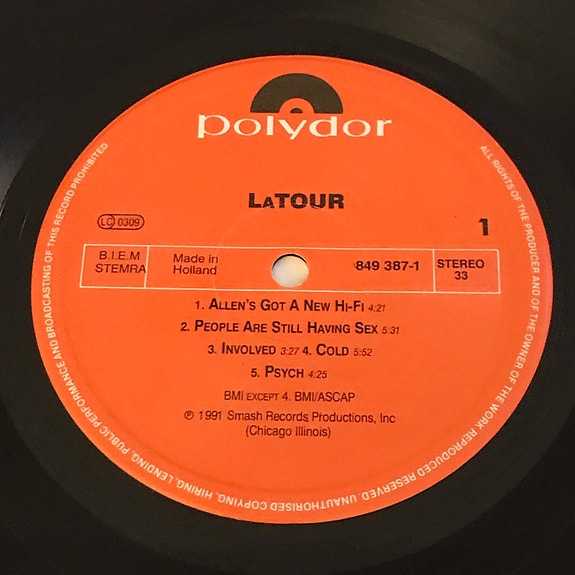 polydor
LATOUR
1
LC 0309
B.I.E.M
STEMRA
Made in
Holland
849 387-1
STEREO
33
1. ALLEN'S GOT A NEW HI-FI 4:21
2. PEOPLE ARE STILL HAVING SEX 5:31
3. INVOLVED 3:27 4. COLD 5:52
5. PSYCH 4:25
BMI EXCEPT 4. BMI/ASCAP
℗ 1991 Smash Records Productions, Inc
(Chicago Illinois)
ALL RIGHTS OF THE PRODUCER AND OF THE OWNER OF THE WORK REPRODUCED RESERVED. UNAUTHORISED COPYING, HIRING, LENDING, PUBLIC PERFORMANCE AND BROADCASTING OF THIS RECORD PROHIBITED